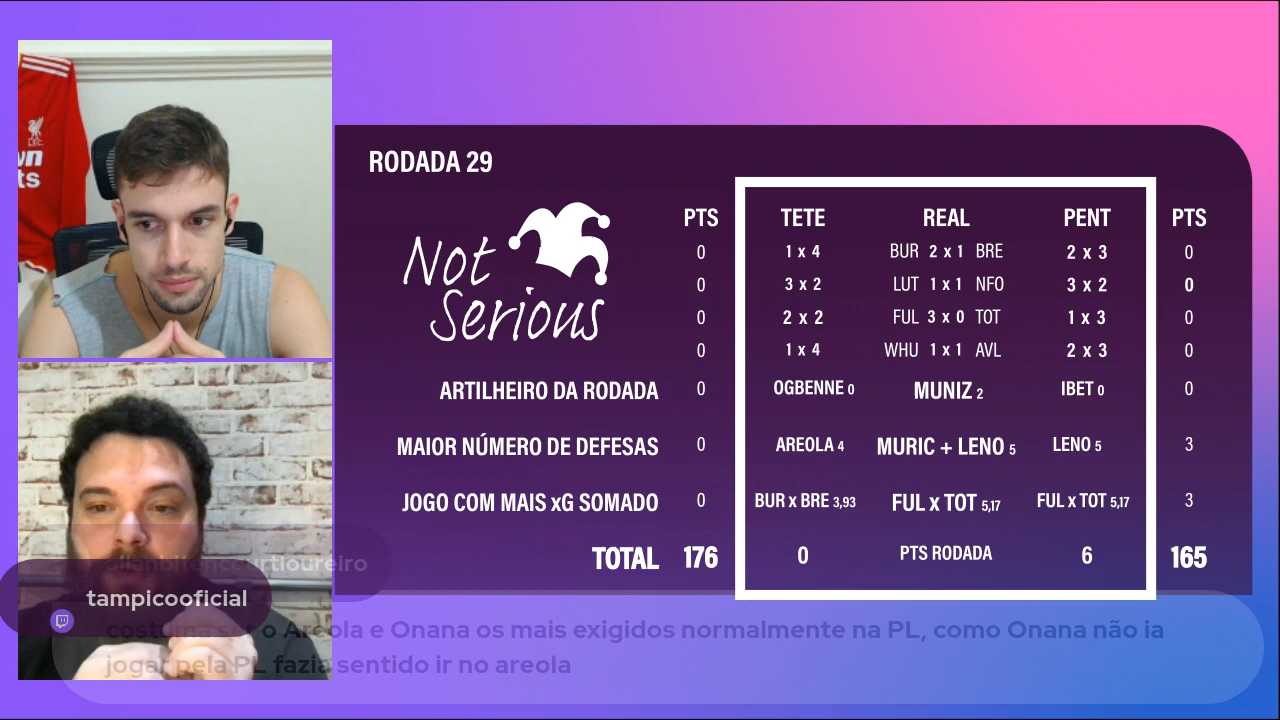 RODADA 29
Not
Serious
PTS TETE REAL PENT PTS
0 1 x 4 BUR 2 x 1 BRE 2 x 3 0
0 3 x 2 LUT 1 x 1 NFO 3 x 2 0
0 2 x 2 FUL 3 x 0 TOT 1 x 3 0
0 1 x 4 WHU 1 x 1 AVL 2 x 3 0
ARTILHEIRO DA RODADA 0 OGBENNE 0 MUNIZ 2 IBET 0 0
MAIOR NÚMERO DE DEFESAS 0 AREOLA 4 MURIC + LENO 5 LENO 5 3
JOGO COM MAIS xG SOMADO 0 BUR x BRE 3,93 FUL x TOT 5,17 FUL x TOT 5,17 3
TOTAL 176 0 PTS RODADA 6 165
tampicooficial
o Areola e Onana os mais exigidos normalmente na PL, como Onana não ia
jogar pela PL fazia sentido ir no areola